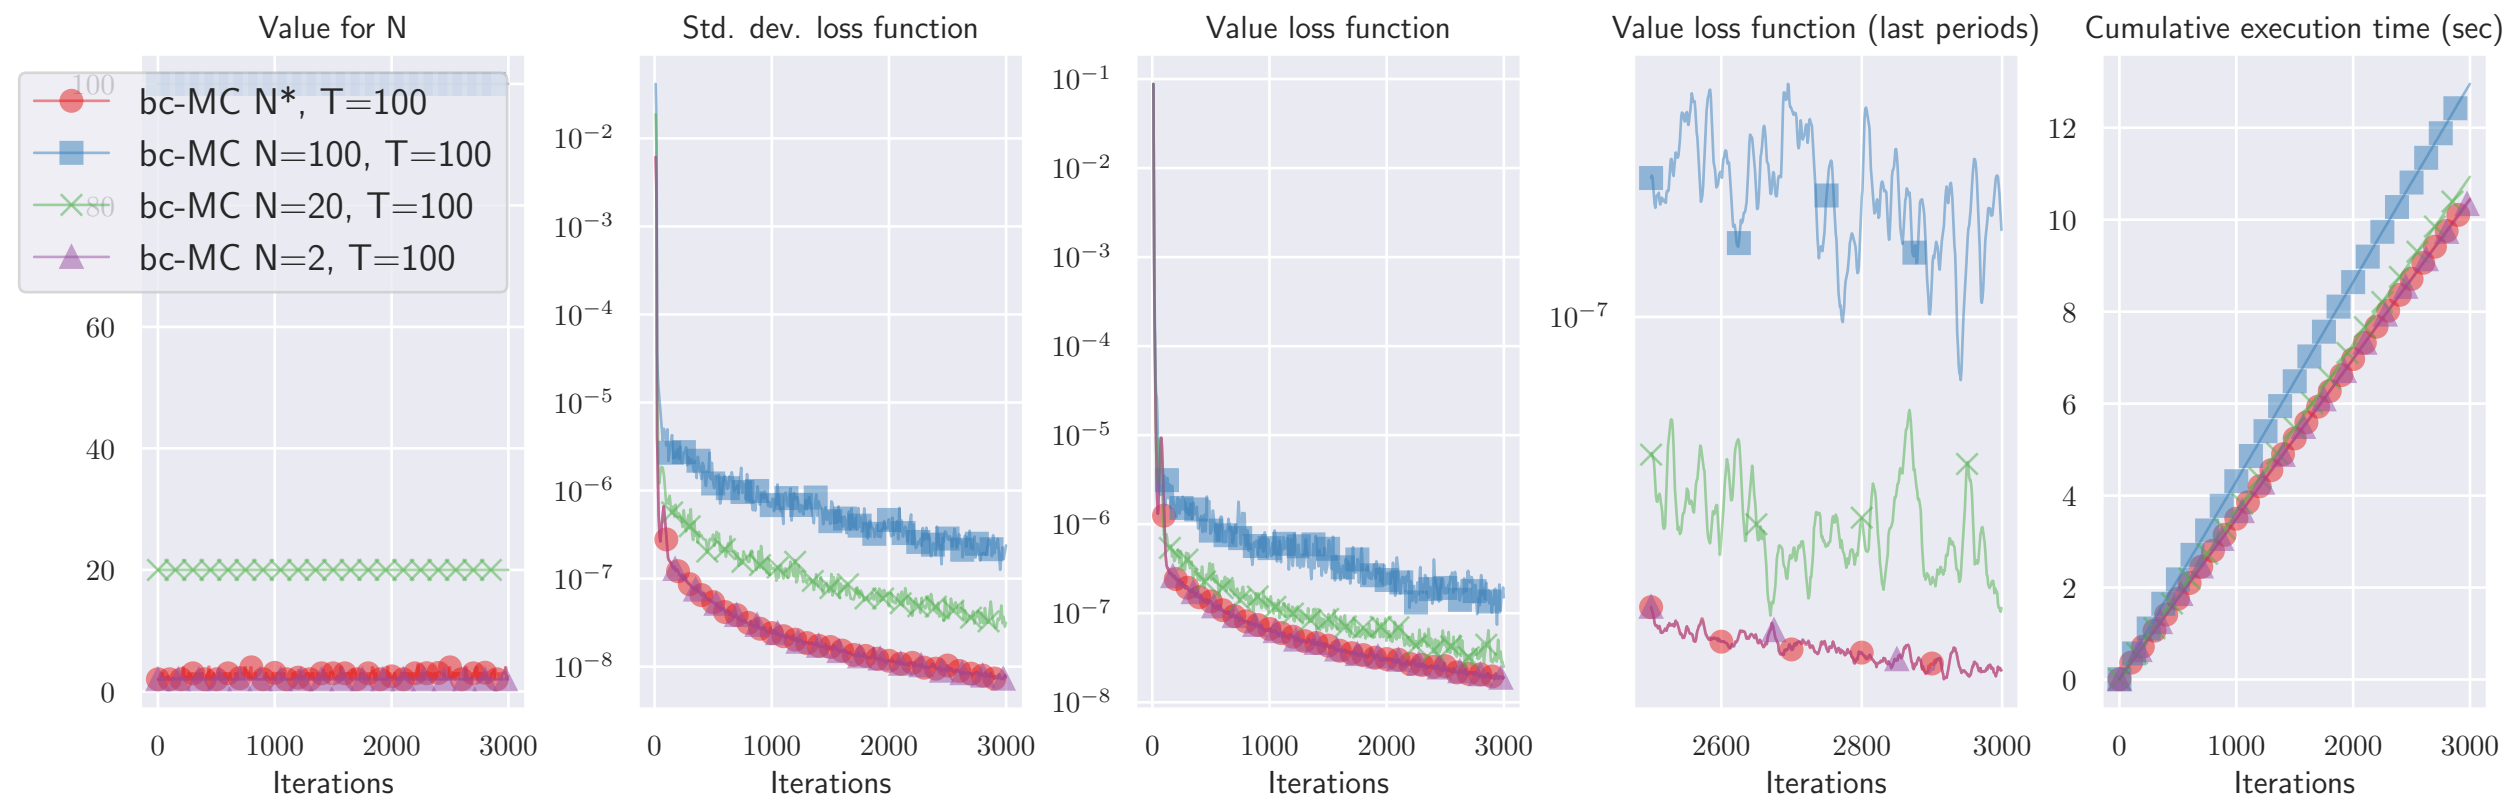 Value for N
100
80
60
40
20
0
0 1000 2000 3000
Iterations
bc-MC N*, T=100
bc-MC N=100, T=100
bc-MC N=20, T=100
bc-MC N=2, T=100
Std. dev. loss function
10⁻²
10⁻³
10⁻⁴
10⁻⁵
10⁻⁶
10⁻⁷
10⁻⁸
0 1000 2000 3000
Iterations
Value loss function
10⁻¹
10⁻²
10⁻³
10⁻⁴
10⁻⁵
10⁻⁶
10⁻⁷
10⁻⁸
0 1000 2000 3000
Iterations
Value loss function (last periods)
10⁻⁷
2600 2800 3000
Iterations
Cumulative execution time (sec)
12
10
8
6
4
2
0
0 1000 2000 3000
Iterations